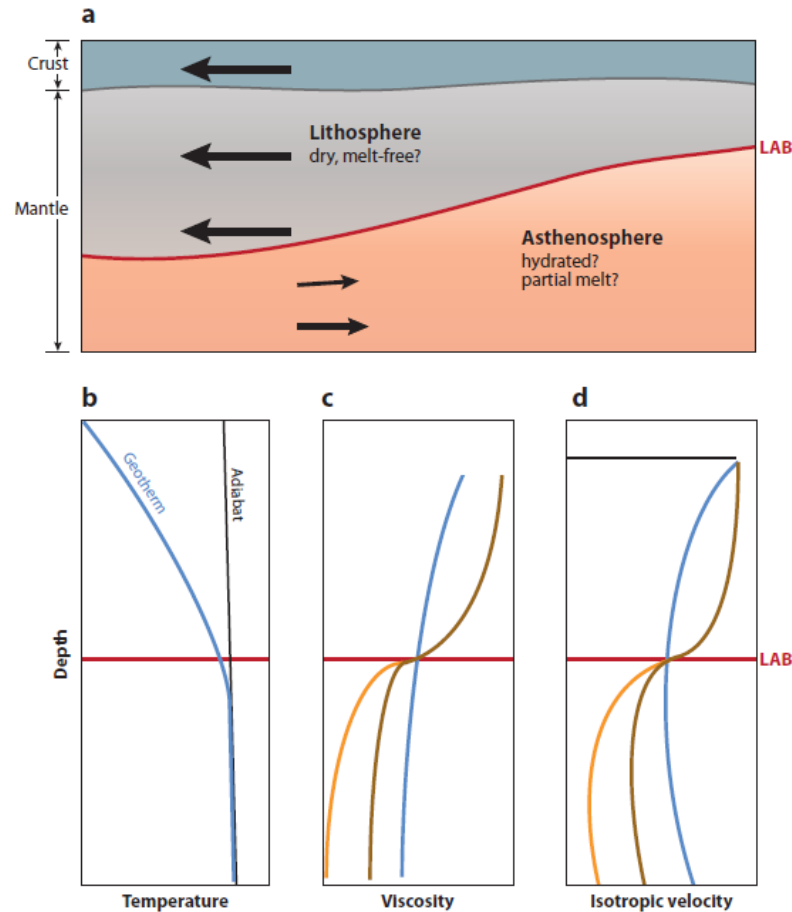 a
Crust
Lithosphere
dry, melt-free?
LAB
Mantle
Asthenosphere
hydrated?
partial melt?
b
c
d
Geotherm
Adiabat
Depth
LAB
Temperature
Viscosity
Isotropic velocity